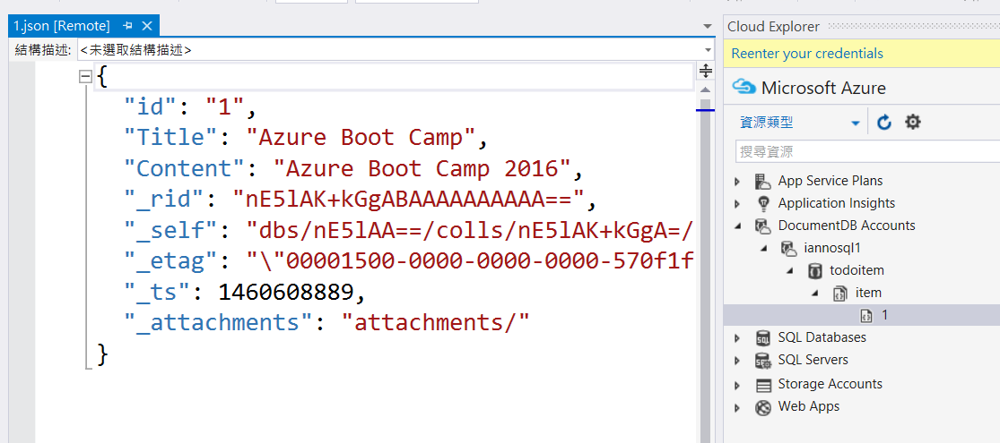 1.json [Remote]
結構描述: <未選取結構描述>
{
"id": "1",
"Title": "Azure Boot Camp",
"Content": "Azure Boot Camp 2016",
"_rid": "nE5lAK+kGgABAAAAAAAAAA==",
"_self": "dbs/nE5lAA==/colls/nE5lAK+kGgA=/
"_etag": "\"00001500-0000-0000-0000-570f1f
"_ts": 1460608889,
"_attachments": "attachments/"
}
Cloud Explorer
Reenter your credentials
Microsoft Azure
資源類型
搜尋資源
App Service Plans
Application Insights
DocumentDB Accounts
iannosql1
todoitem
item
1
SQL Databases
SQL Servers
Storage Accounts
Web Apps